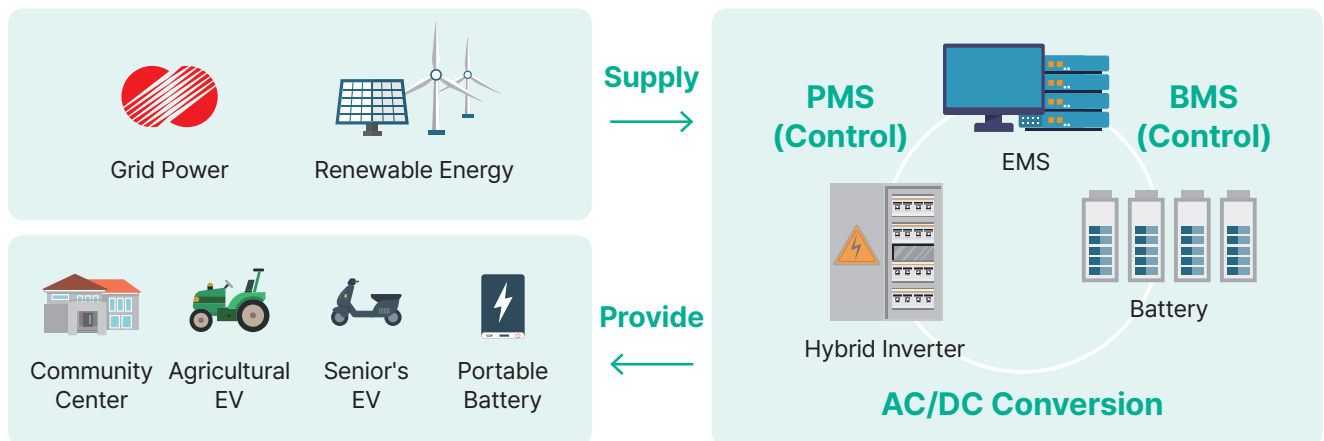 Grid Power
Renewable Energy
Supply
PMS
(Control)
BMS
(Control)
EMS
Hybrid Inverter
Battery
AC/DC Conversion
Provide
Community
Center
Agricultural
EV
Senior's
EV
Portable
Battery